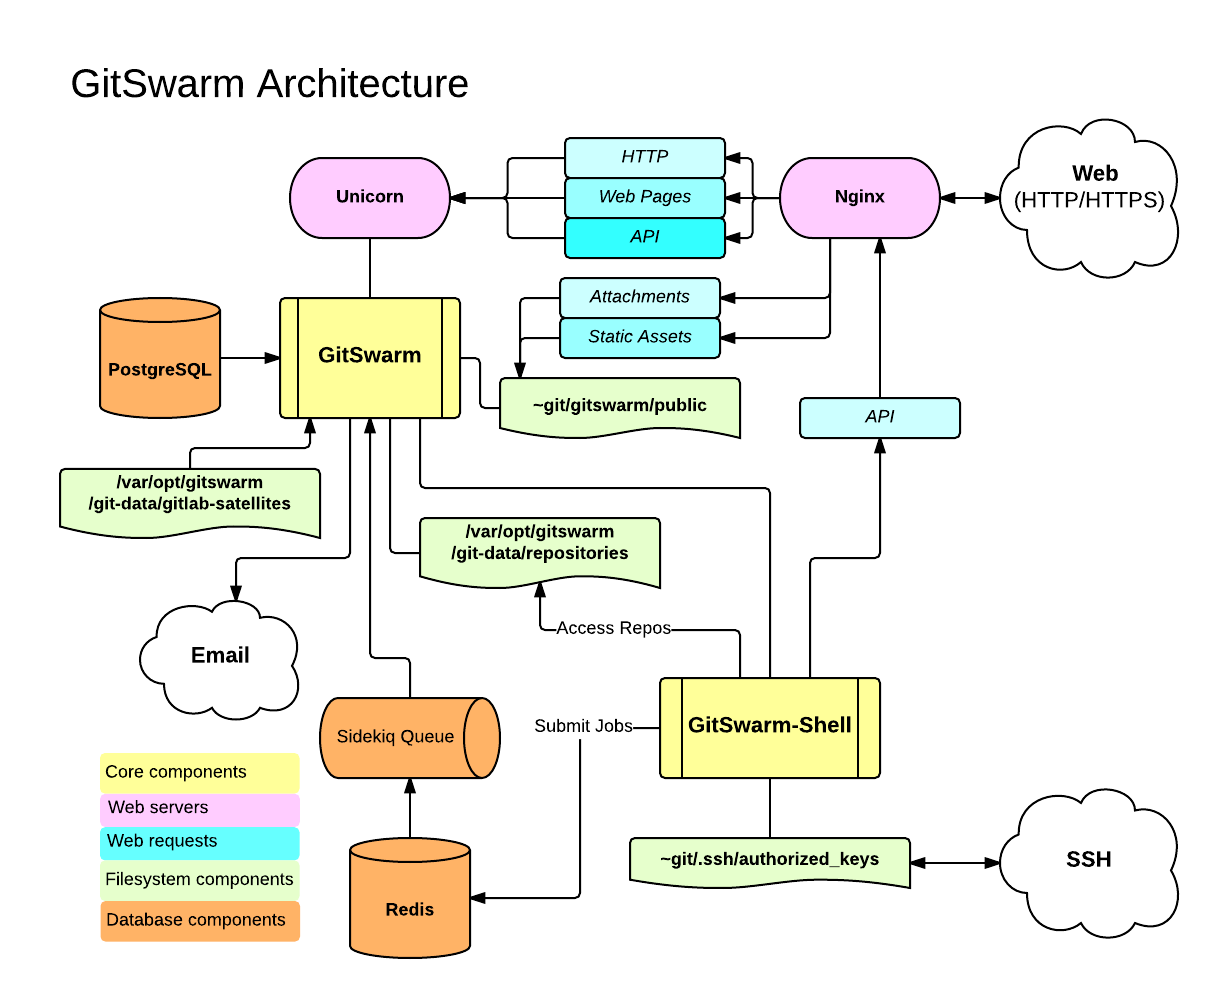 GitSwarm Architecture
HTTP
Web Pages
API
Unicorn
Nginx
Web
(HTTP/HTTPS)
Attachments
Static Assets
PostgreSQL
GitSwarm
~git/gitswarm/public
API
/var/opt/gitswarm
/git-data/gitlab-satellites
/var/opt/gitswarm
/git-data/repositories
Access Repos
Email
Sidekiq Queue
Submit Jobs
GitSwarm-Shell
Core components
Web servers
Web requests
Filesystem components
Database components
Redis
~git/.ssh/authorized_keys
SSH